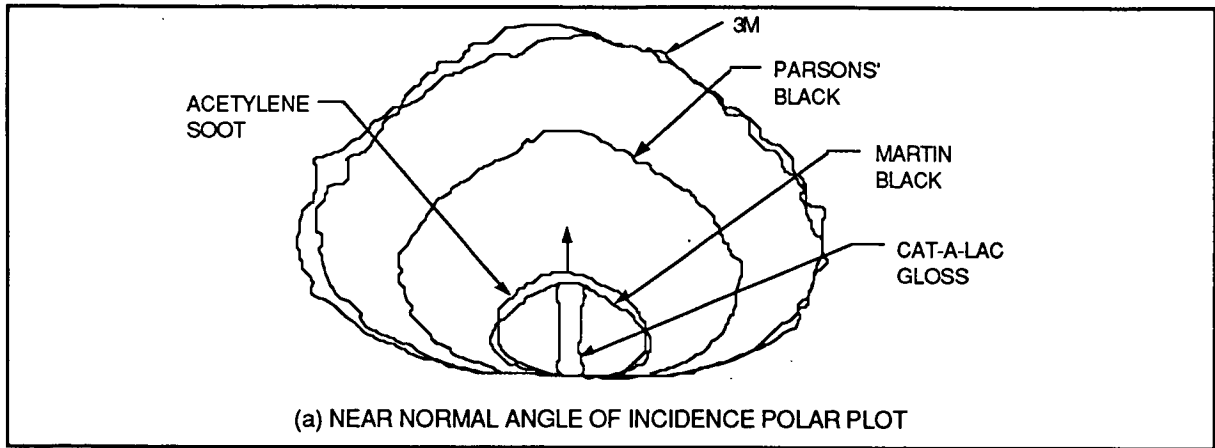 3M
PARSONS'
BLACK
ACETYLENE
SOOT
MARTIN
BLACK
CAT-A-LAC
GLOSS
(a) NEAR NORMAL ANGLE OF INCIDENCE POLAR PLOT